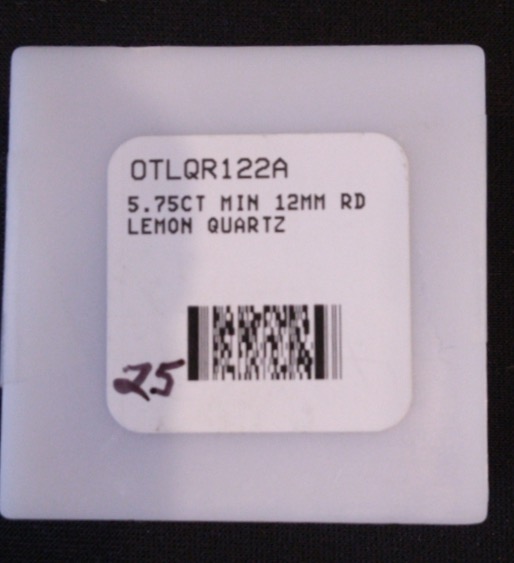 OTLQR122A
5.75CT MIN 12MM RD
LEMON QUARTZ
25